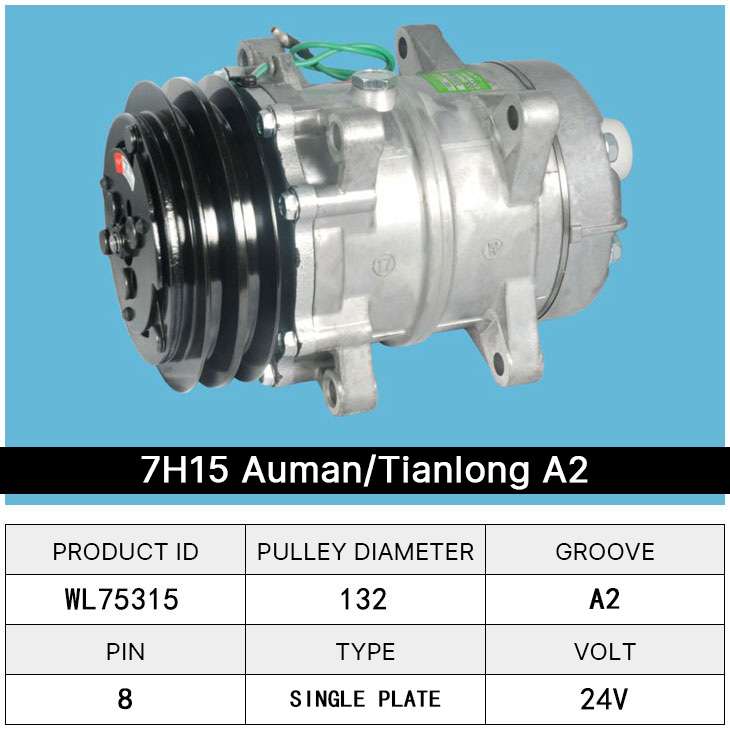 17
7H15 Auman/Tianlong A2
PRODUCT ID PULLEY DIAMETER GROOVE
WL75315 132 A2
PIN TYPE VOLT
8 SINGLE PLATE 24V